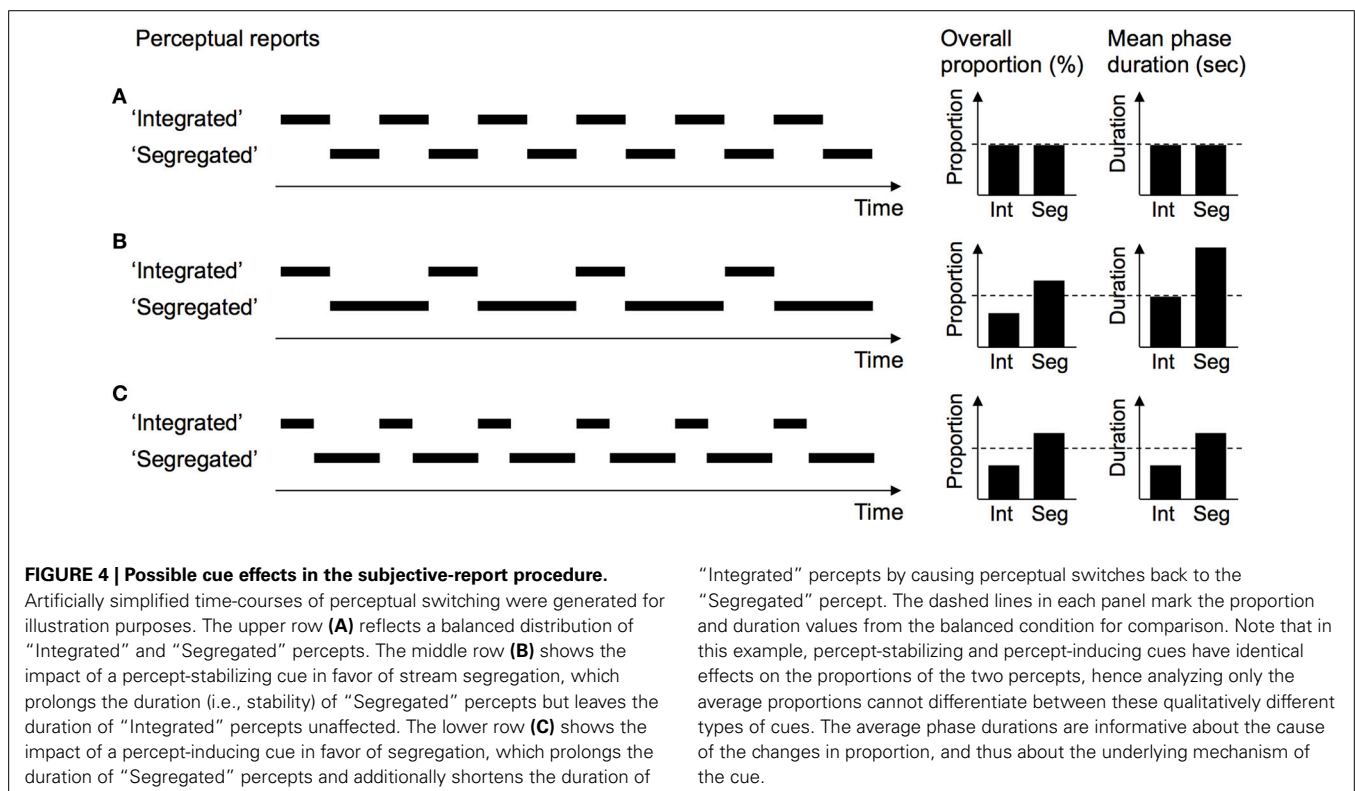 Perceptual reports
Overall proportion (%)
Mean phase duration (sec)
A
‘Integrated’
‘Segregated’
Time
Proportion
Int Seg
Duration
Int Seg
B
‘Integrated’
‘Segregated’
Time
Proportion
Int Seg
Duration
Int Seg
C
‘Integrated’
‘Segregated’
Time
Proportion
Int Seg
Duration
Int Seg
FIGURE 4 | Possible cue effects in the subjective-report procedure.
Artificially simplified time-courses of perceptual switching were generated for
illustration purposes. The upper row (A) reflects a balanced distribution of
“Integrated” and “Segregated” percepts. The middle row (B) shows the
impact of a percept-stabilizing cue in favor of stream segregation, which
prolongs the duration (i.e., stability) of “Segregated” percepts but leaves the
duration of “Integrated” percepts unaffected. The lower row (C) shows the
impact of a percept-inducing cue in favor of segregation, which prolongs the
duration of “Segregated” percepts and additionally shortens the duration of
“Integrated” percepts by causing perceptual switches back to the
“Segregated” percept. The dashed lines in each panel mark the proportion
and duration values from the balanced condition for comparison. Note that in
this example, percept-stabilizing and percept-inducing cues have identical
effects on the proportions of the two percepts, hence analyzing only the
average proportions cannot differentiate between these qualitatively different
types of cues. The average phase durations are informative about the cause
of the changes in proportion, and thus about the underlying mechanism of
the cue.